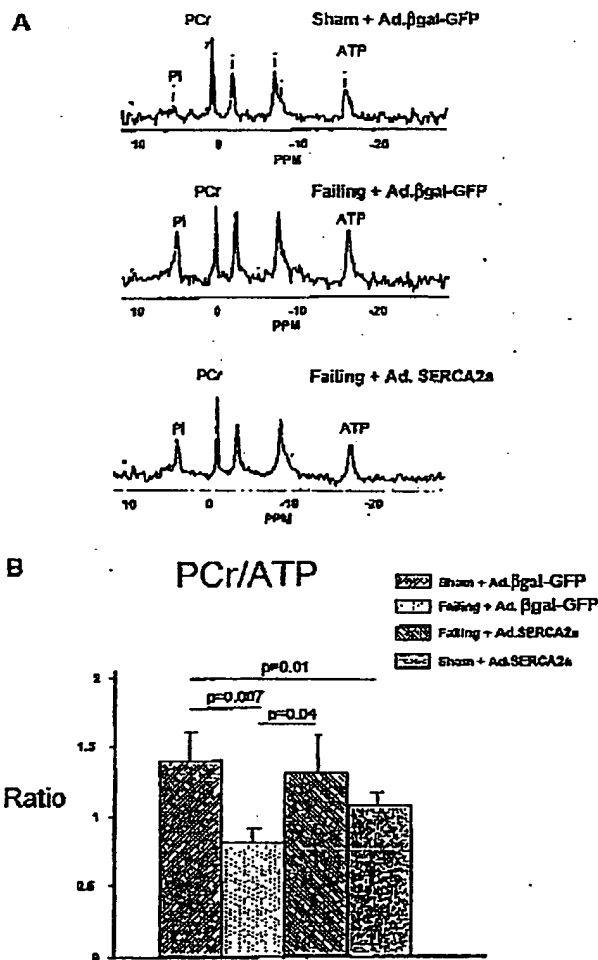 A
PCr
Sham + Ad.βgal-GFP
Pi
ATP
10 0 -10 -20
PPM
PCr
Failing + Ad.βgal-GFP
Pi
ATP
10 0 -10 -20
PPM
PCr
Failing + Ad. SERCA2a
Pi
ATP
10 0 -10 -20
PPM
B
PCr/ATP
Sham + Ad.βgal-GFP
Failing + Ad. βgal-GFP
Failing + Ad.SERCA2a
Sham + Ad.SERCA2a
p=0.01
p=0.007
p=0.04
2
1.5
Ratio
1
0.5
0